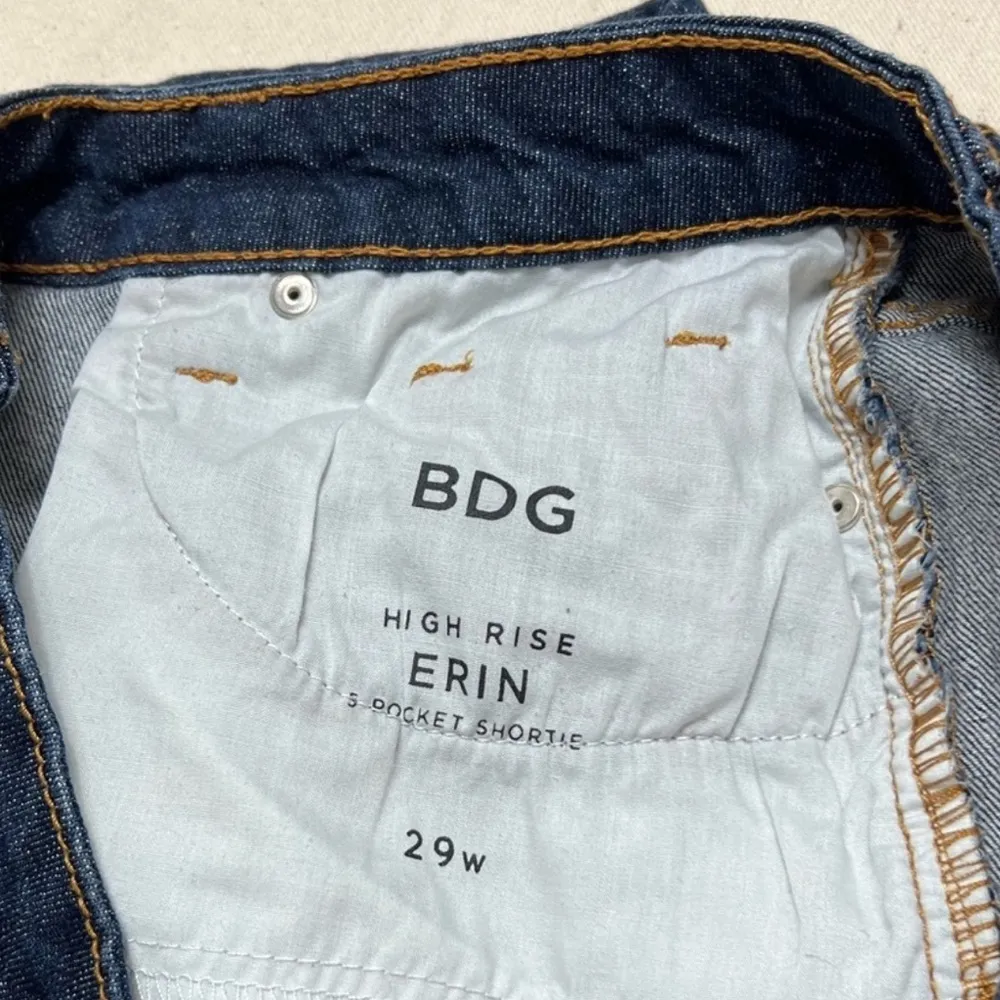 BDG
HIGH RISE
ERIN
5 POCKET SHORTIE
29W